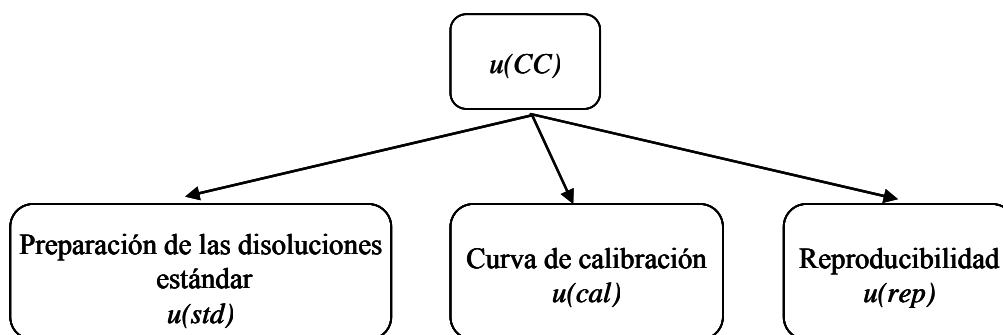 u(CC)
Preparación de las disoluciones
estándar
u(std)
Curva de calibración
u(cal)
Reproducibilidad
u(rep)